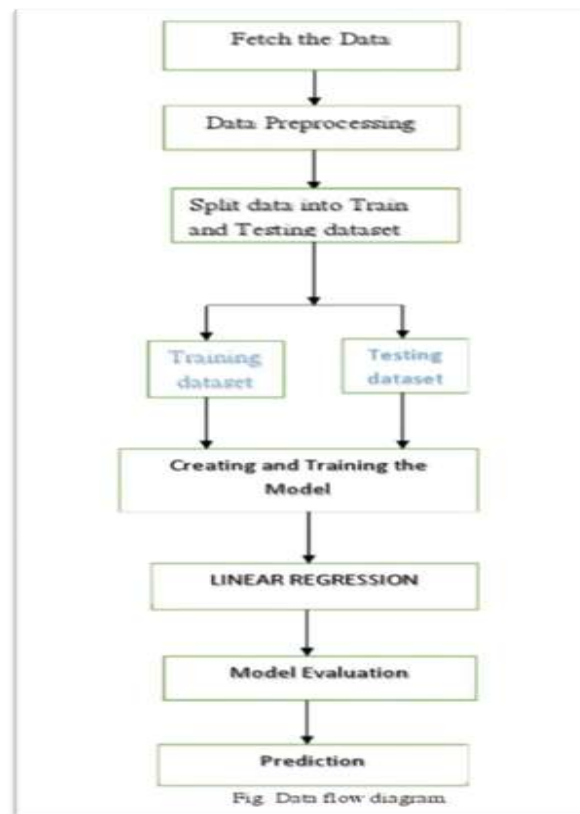 Fetch the Data
Data Preprocessing
Split data into Train
and Testing dataset
Training
dataset
Testing
dataset
Creating and Training the
Model
LINEAR REGRESSION
Model Evaluation
Prediction
Fig. Data flow diagram